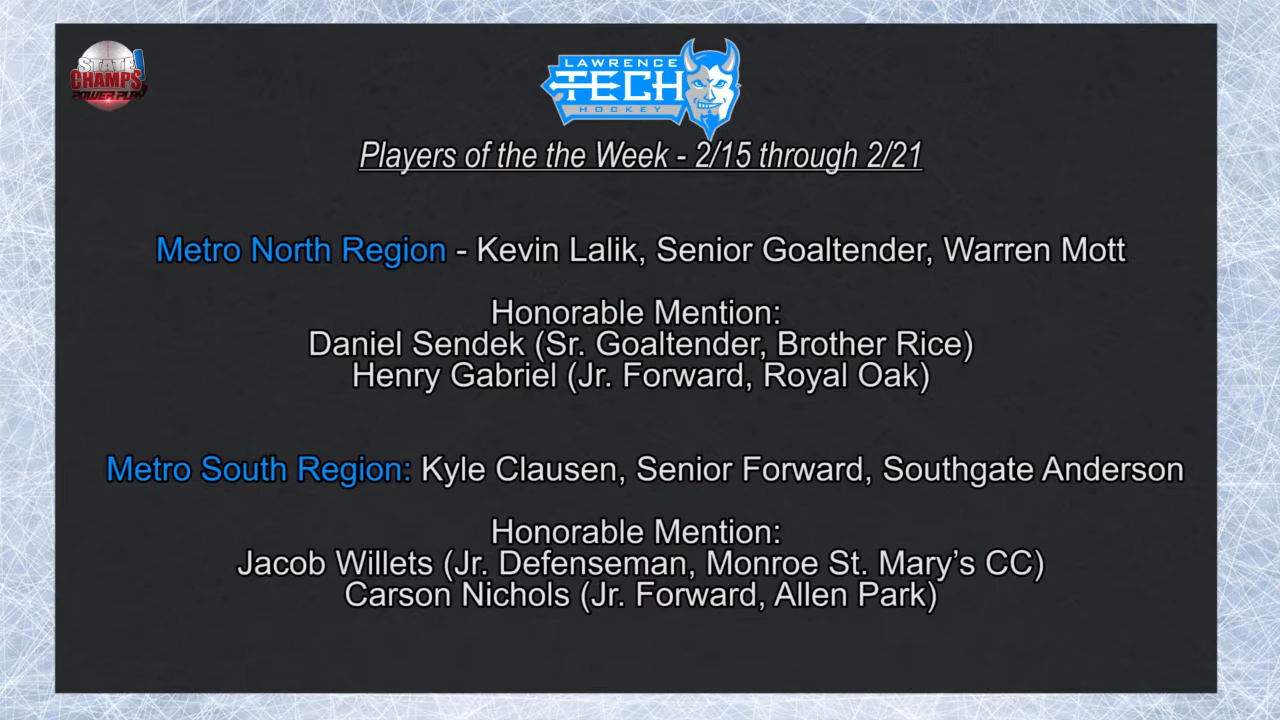 STATE
CHAMPS!
POWER PLAY
LAWRENCE
TECH
HOCKEY
Players of the the Week - 2/15 through 2/21
Metro North Region - Kevin Lalik, Senior Goaltender, Warren Mott
Honorable Mention:
Daniel Sendek (Sr. Goaltender, Brother Rice)
Henry Gabriel (Jr. Forward, Royal Oak)
Metro South Region: Kyle Clausen, Senior Forward, Southgate Anderson
Honorable Mention:
Jacob Willets (Jr. Defenseman, Monroe St. Mary’s CC)
Carson Nichols (Jr. Forward, Allen Park)